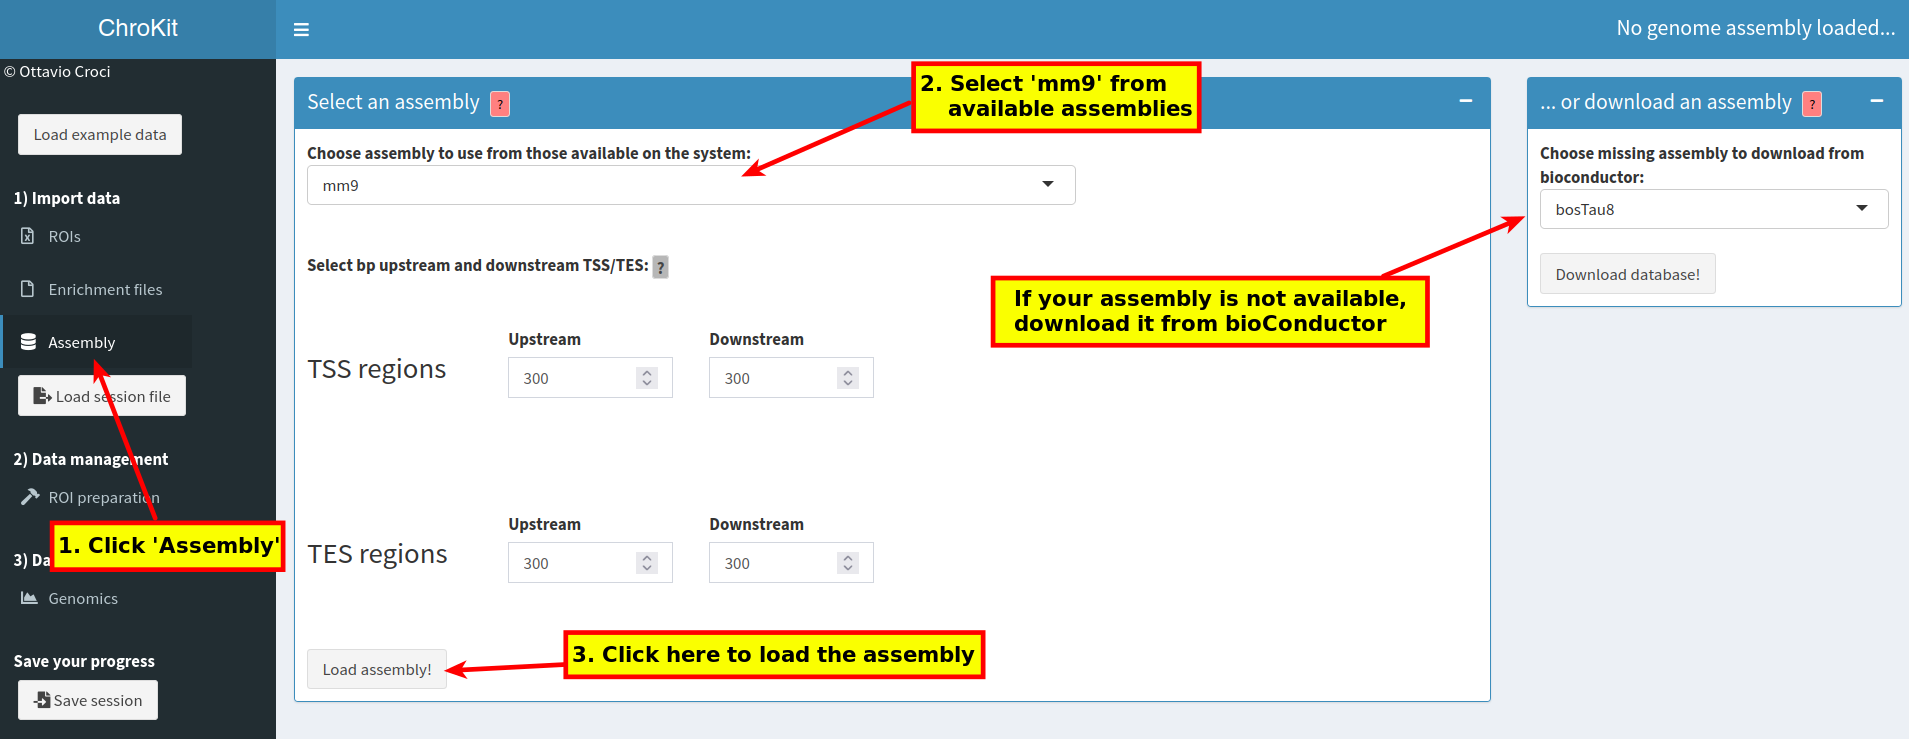 ChroKit
No genome assembly loaded...
© Ottavio Croci
Load example data
1) Import data
ROIs
Enrichment files
Assembly
Load session file
2) Data management
ROI preparation
1. Click 'Assembly'
3) Da
Genomics
Save your progress
Save session
Select an assembly ?
2. Select 'mm9' from
available assemblies
Choose assembly to use from those available on the system:
mm9
Select bp upstream and downstream TSS/TES: ?
Upstream Downstream
TSS regions
300 300
Upstream Downstream
TES regions
300 300
Load assembly!
3. Click here to load the assembly
... or download an assembly ?
Choose missing assembly to download from
bioconductor:
bosTau8
Download database!
If your assembly is not available,
download it from bioConductor